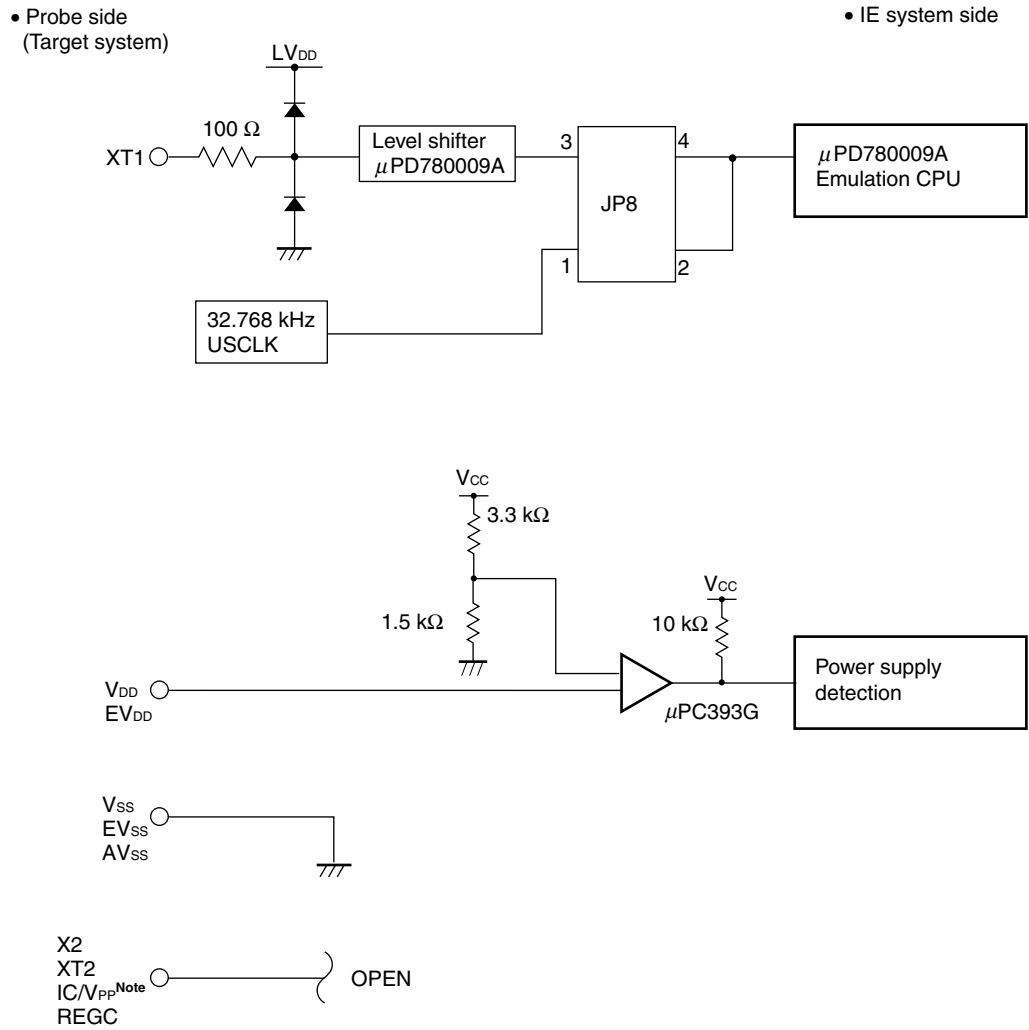 • Probe side
(Target system)
• IE system side
LVDD
100 Ω
XT1
Level shifter
μPD780009A
3
4
JP8
1
2
μPD780009A
Emulation CPU
32.768 kHz
USCLK
VCC
3.3 kΩ
1.5 kΩ
VCC
10 kΩ
VDD
EVDD
μPC393G
Power supply
detection
VSS
EVSS
AVSS
X2
XT2
IC/VPPNote
REGC
OPEN